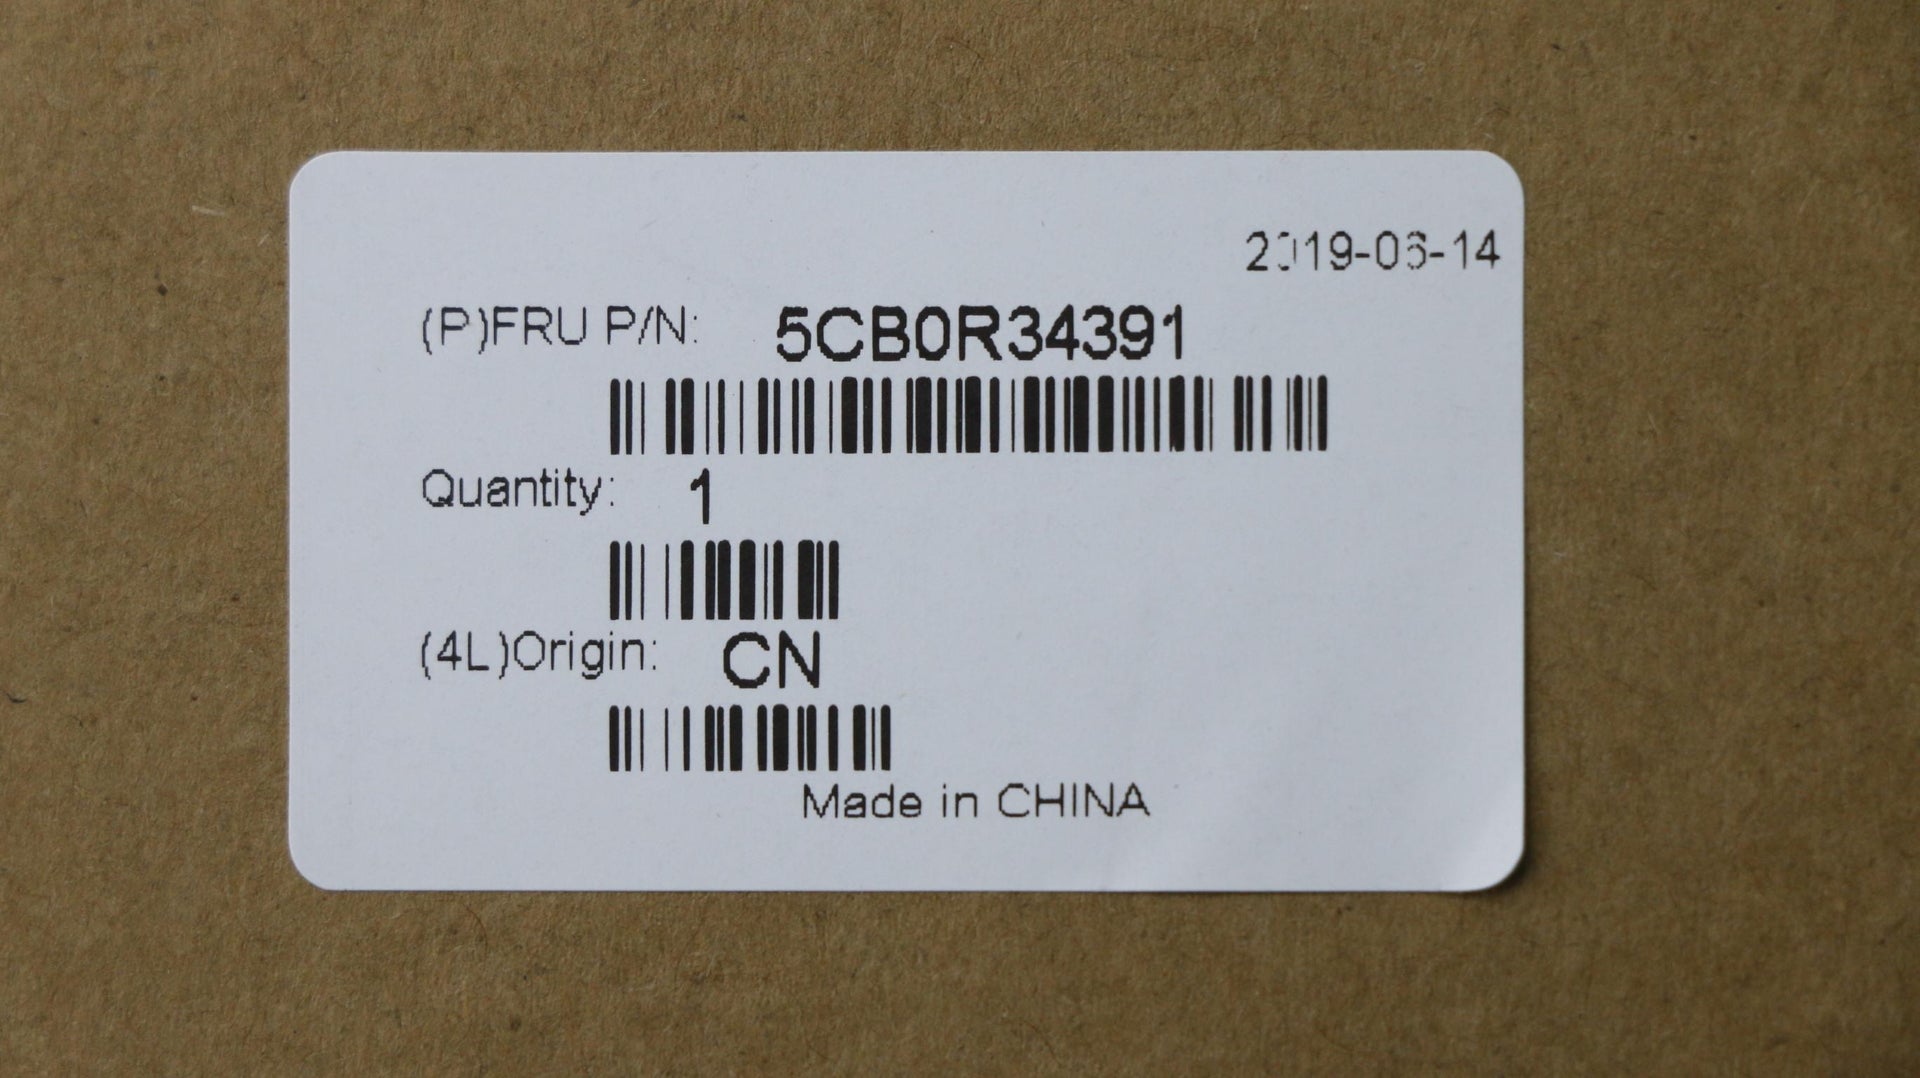 2019-06-14
(P)FRU P/N: 5CB0R34391
Quantity: 1
(4L)Origin: CN
Made in CHINA